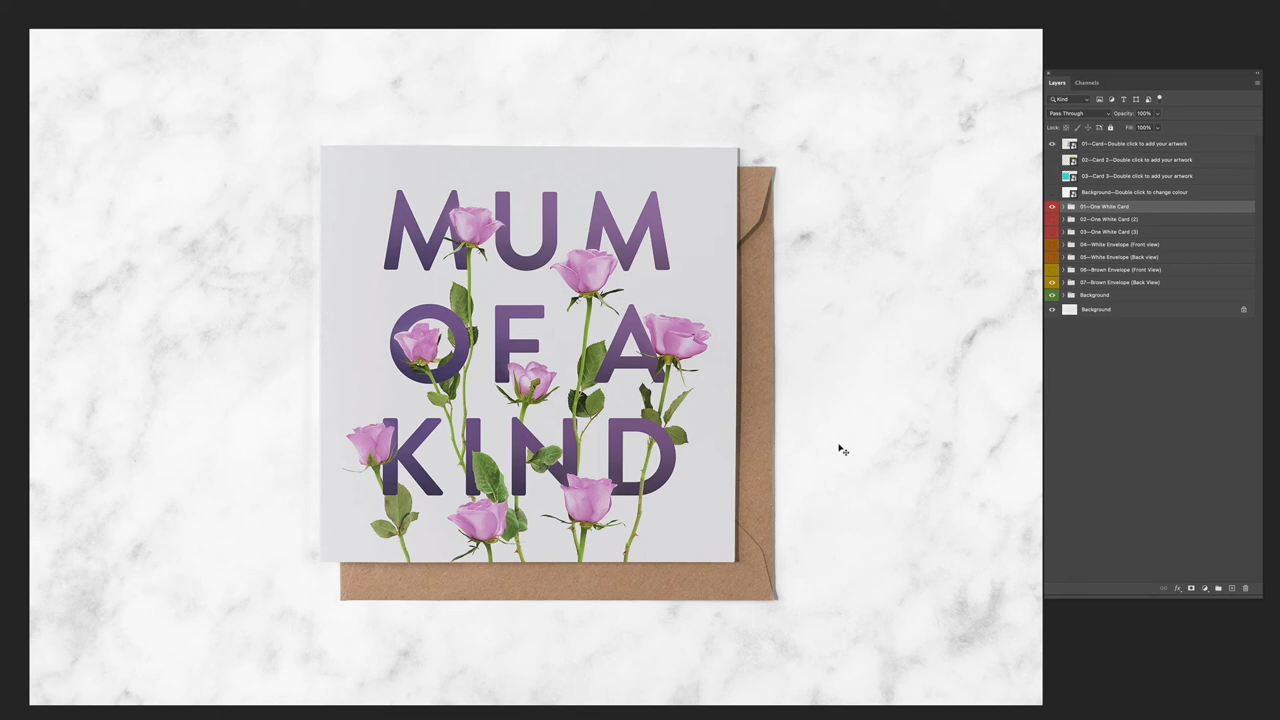 MUM
OF A
KIND
Layers
Channels
Kind
Pass Through
Opacity: 100%
Lock:
Fill: 100%
01—Card—Double click to add your artwork
02—Card 2—Double click to add your artwork
03—Card 3—Double click to add your artwork
Background—Double click to change colour
01—One White Card
02—One White Card (2)
03—One White Card (3)
04—White Envelope (Front view)
05—White Envelope (Back view)
06—Brown Envelope (Front View)
07—Brown Envelope (Back View)
Background
Background
fx